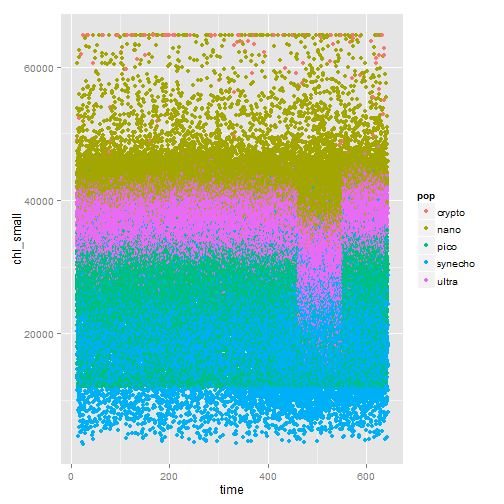 60000
40000
20000
chl_small
0
200
400
600
time
pop
crypto
nano
pico
synecho
ultra